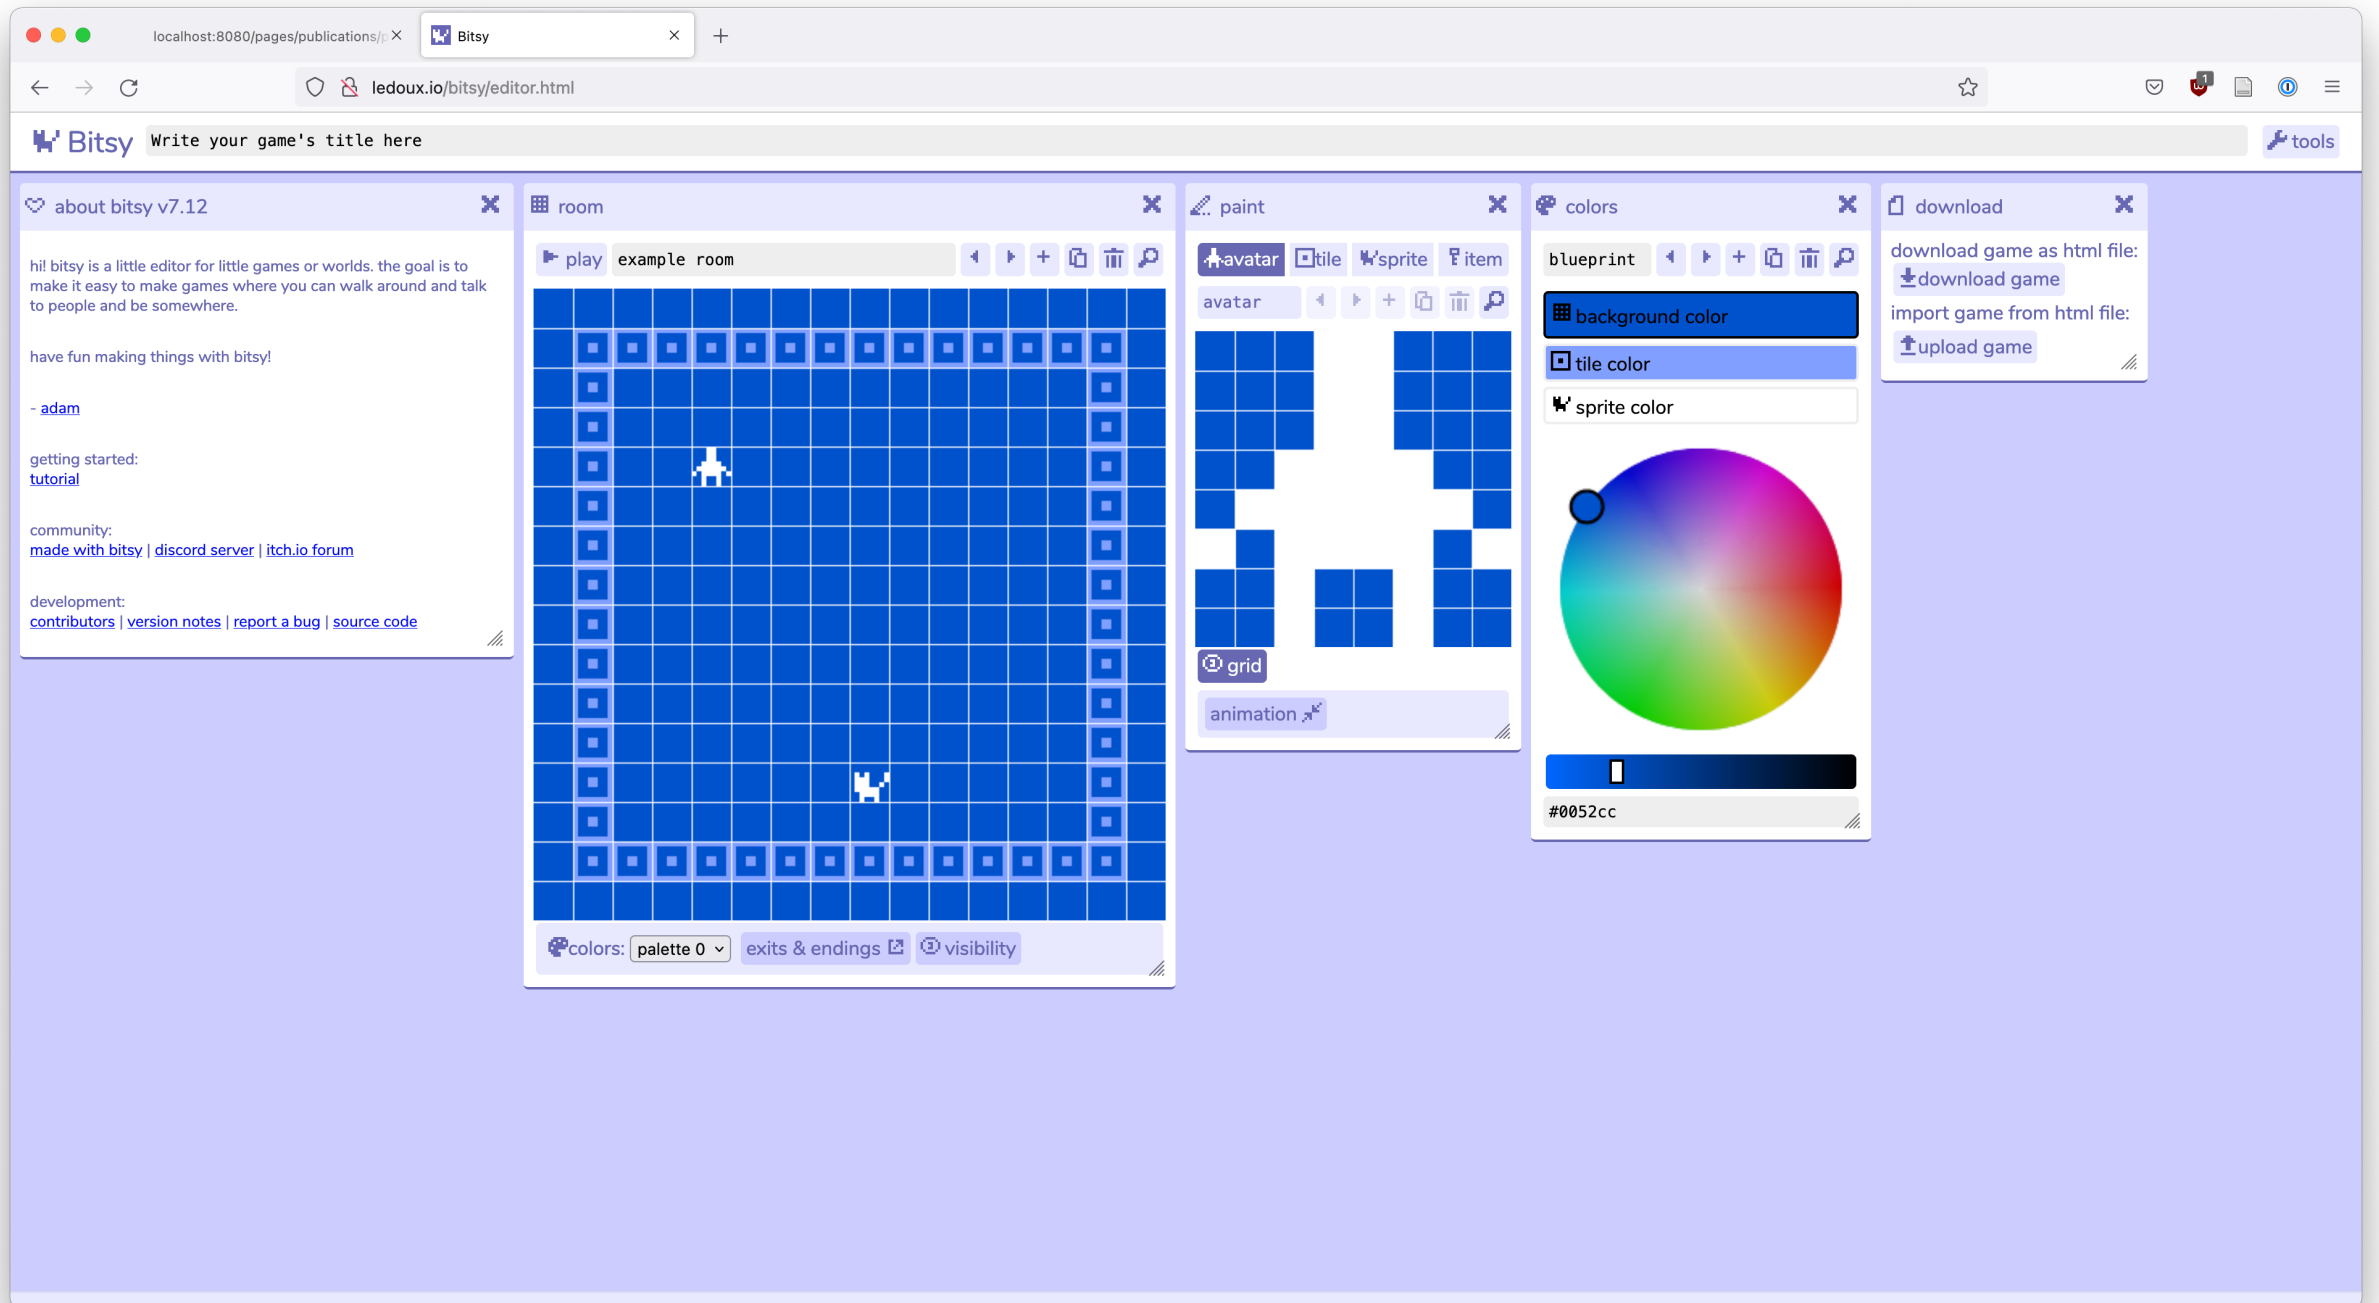 localhost:8080/pages/publications/p
Bitsy
ledoux.io/bitsy/editor.html
1
Bitsy
Write your game's title here
tools
about bitsy v7.12
hi! bitsy is a little editor for little games or worlds. the goal is to
make it easy to make games where you can walk around and talk
to people and be somewhere.
have fun making things with bitsy!
- adam
getting started:
tutorial
community:
made with bitsy | discord server | itch.io forum
development:
contributors | version notes | report a bug | source code
room
play
example room
colors:
palette 0
exits & endings
visibility
paint
avatar
tile
sprite
item
avatar
grid
animation
colors
blueprint
background color
tile color
sprite color
#0052cc
download
download game as html file:
download game
import game from html file:
upload game